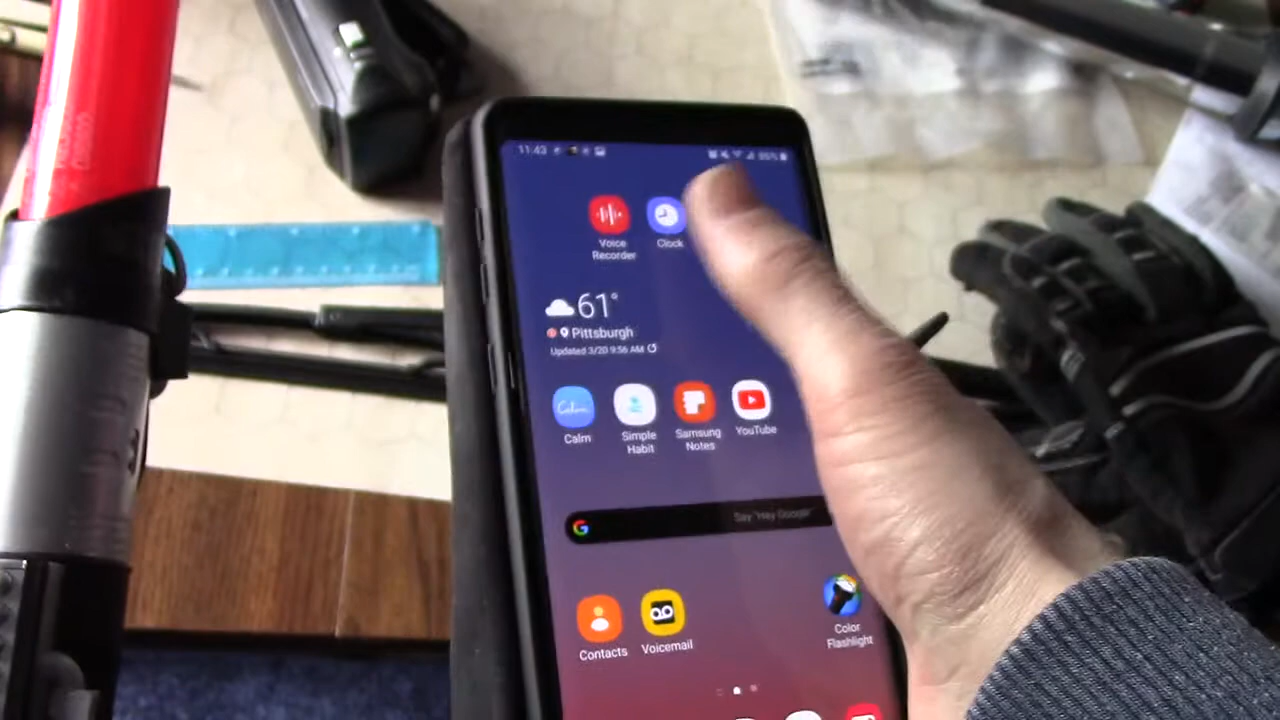 11:43
Voice
Recorder
Clock
61°
Pittsburgh
Updated 3/20 9:56 AM
Calm
Calm
Simple
Habit
Samsung
Notes
YouTube
G
Say "Hey Google"
Contacts
Voicemail
Color
Flashlight